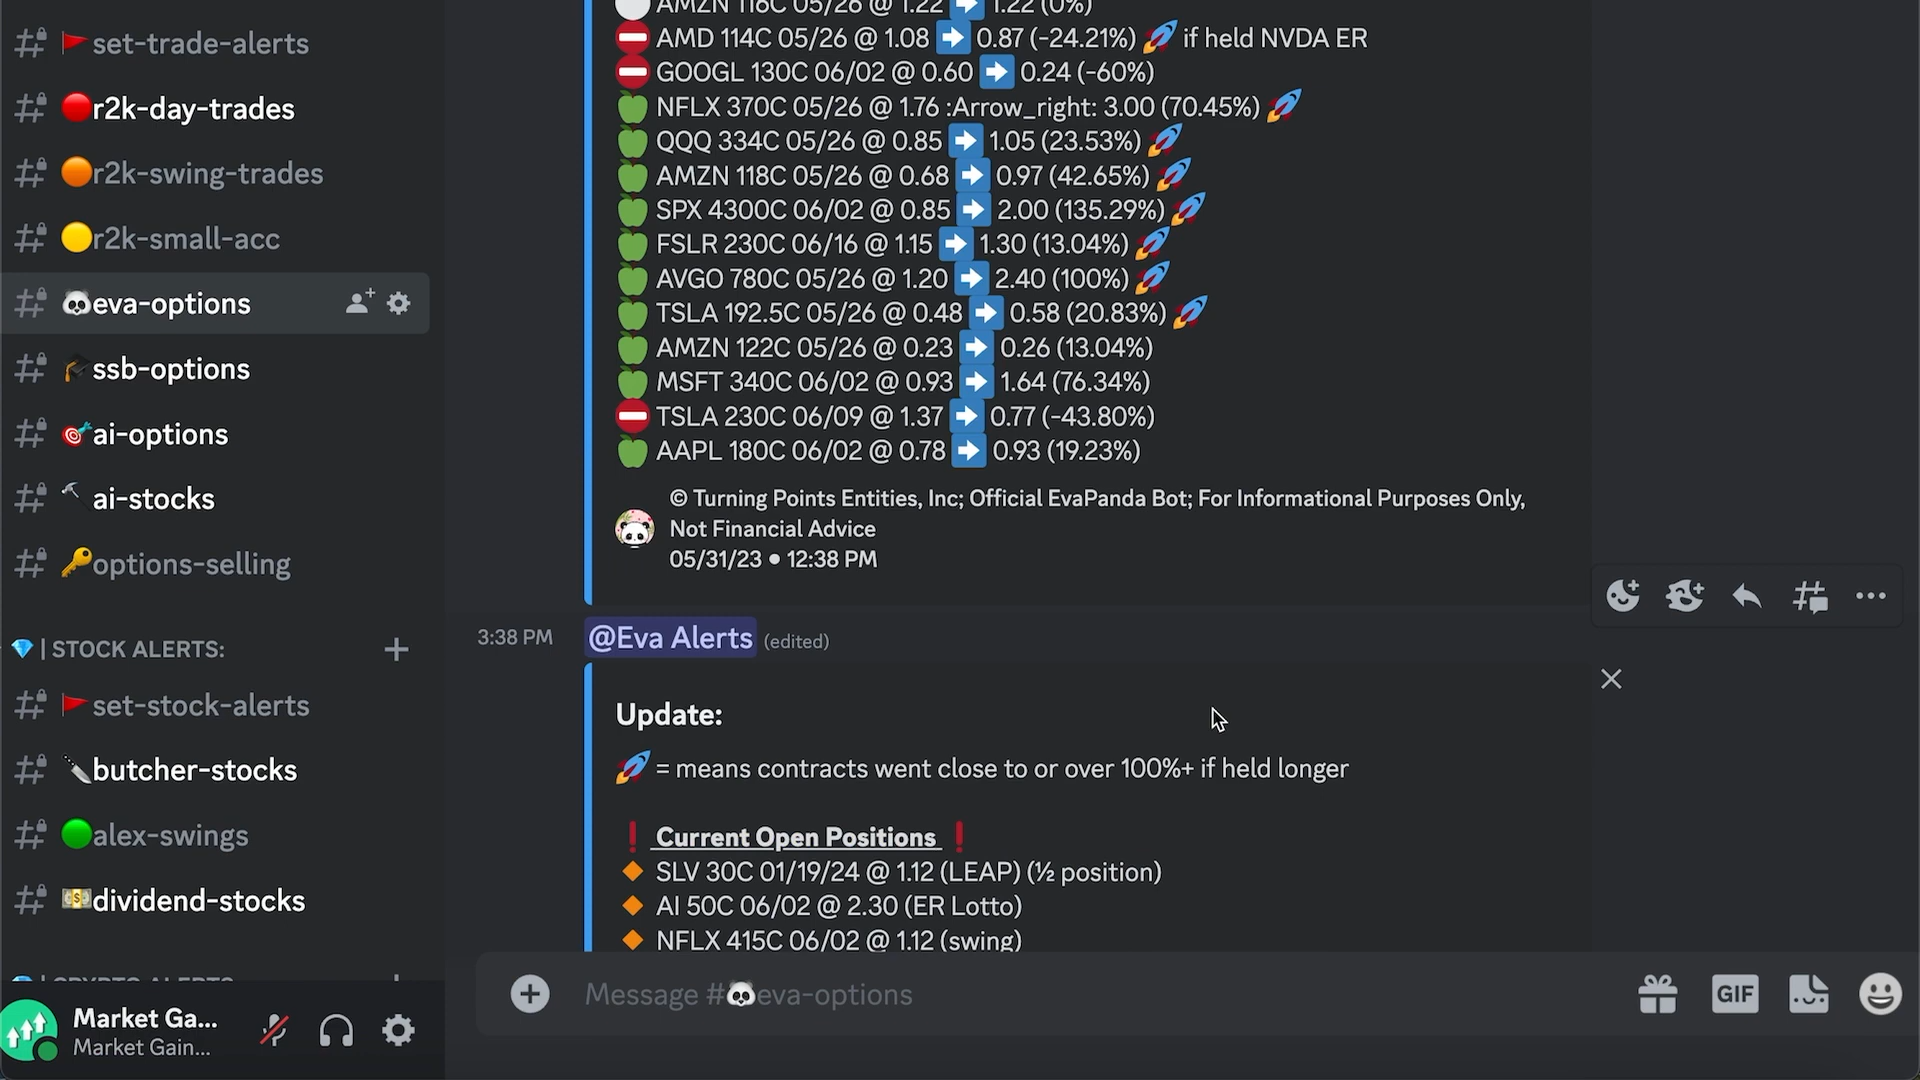 set-trade-alerts
r2k-day-trades
r2k-swing-trades
r2k-small-acc
eva-options
ssb-options
ai-options
ai-stocks
options-selling
| STOCK ALERTS:
set-stock-alerts
butcher-stocks
alex-swings
dividend-stocks
| CRYPTO ALERTS:
Market Ga...
Market Gain...
AMZN 116C 05/26 @ 1.22 1.22 (0%)
AMD 114C 05/26 @ 1.08 0.87 (-24.21%) if held NVDA ER
GOOGL 130C 06/02 @ 0.60 0.24 (-60%)
NFLX 370C 05/26 @ 1.76 :Arrow_right: 3.00 (70.45%)
QQQ 334C 05/26 @ 0.85 1.05 (23.53%)
AMZN 118C 05/26 @ 0.68 0.97 (42.65%)
SPX 4300C 06/02 @ 0.85 2.00 (135.29%)
FSLR 230C 06/16 @ 1.15 1.30 (13.04%)
AVGO 780C 05/26 @ 1.20 2.40 (100%)
TSLA 192.5C 05/26 @ 0.48 0.58 (20.83%)
AMZN 122C 05/26 @ 0.23 0.26 (13.04%)
MSFT 340C 06/02 @ 0.93 1.64 (76.34%)
TSLA 230C 06/09 @ 1.37 0.77 (-43.80%)
AAPL 180C 06/02 @ 0.78 0.93 (19.23%)
© Turning Points Entities, Inc; Official EvaPanda Bot; For Informational Purposes Only,
Not Financial Advice
05/31/23 • 12:38 PM
3:38 PM @Eva Alerts (edited)
Update:
= means contracts went close to or over 100%+ if held longer
Current Open Positions
SLV 30C 01/19/24 @ 1.12 (LEAP) (½ position)
AI 50C 06/02 @ 2.30 (ER Lotto)
NFLX 415C 06/02 @ 1.12 (swing)
Message #eva-options
GIF